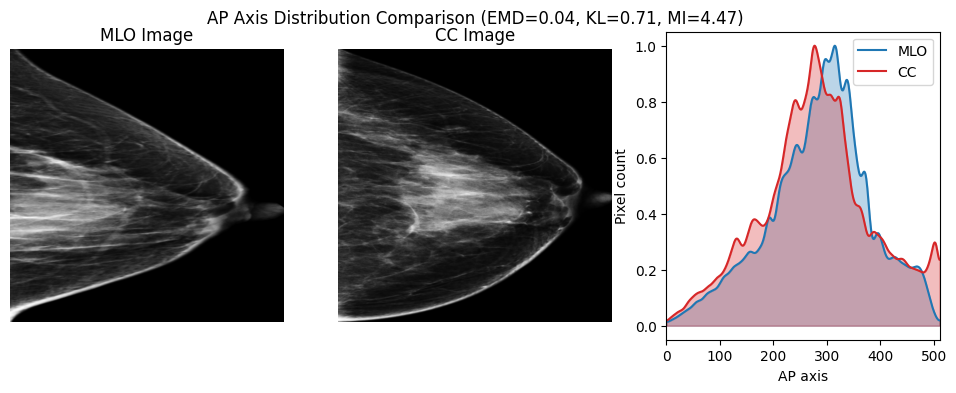 AP Axis Distribution Comparison (EMD=0.04, KL=0.71, MI=4.47)
MLO Image
CC Image
MLO
CC
Pixel count
1.0
0.8
0.6
0.4
0.2
0.0
0 100 200 300 400 500
AP axis